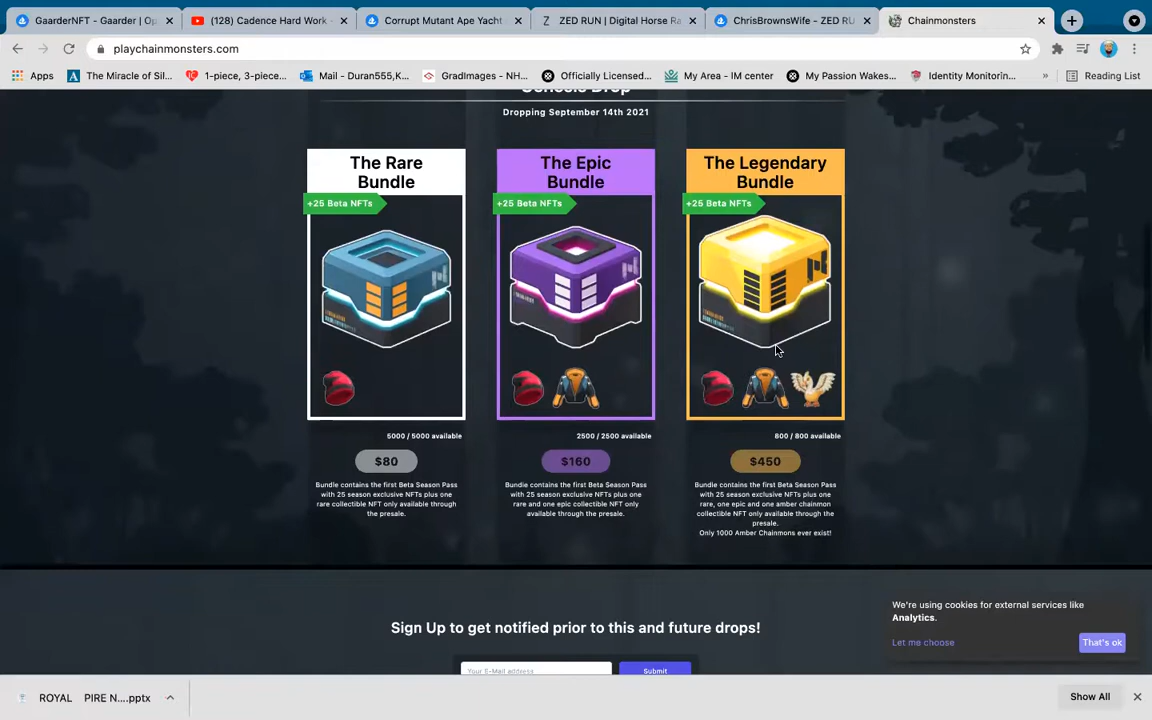 GaarderNFT - Gaarder | Op
(128) Cadence Hard Work -
Corrupt Mutant Ape Yacht
ZED RUN | Digital Horse Ra
ChrisBrownsWife - ZED RU
Chainmonsters
playchainmonsters.com
Apps
The Miracle of Sil...
1-piece, 3-piece...
Mail - Duran555,K...
GradImages - NH...
Officially Licensed...
My Area - IM center
My Passion Wakes...
Identity Monitorin...
»
Reading List
Genesis Drop
Dropping September 14th 2021
The Rare
Bundle
+25 Beta NFTs
5000 / 5000 available
$80
Bundle contains the first Beta Season Pass
with 25 season exclusive NFTs plus one
rare collectible NFT only available through
the presale.
The Epic
Bundle
+25 Beta NFTs
2500 / 2500 available
$160
Bundle contains the first Beta Season Pass
with 25 season exclusive NFTs plus one
rare and one epic collectible NFT only
available through the presale.
The Legendary
Bundle
+25 Beta NFTs
800 / 800 available
$450
Bundle contains the first Beta Season Pass
with 25 season exclusive NFTs plus one
rare, one epic and one amber chainmon
collectible NFT only available through the
presale.
Only 1000 Amber Chainmons ever exist!
Sign Up to get notified prior to this and future drops!
Your E-Mail address
Submit
We're using cookies for external services like
Analytics.
Let me choose
That's ok
ROYAL PIRE N....pptx
Show All